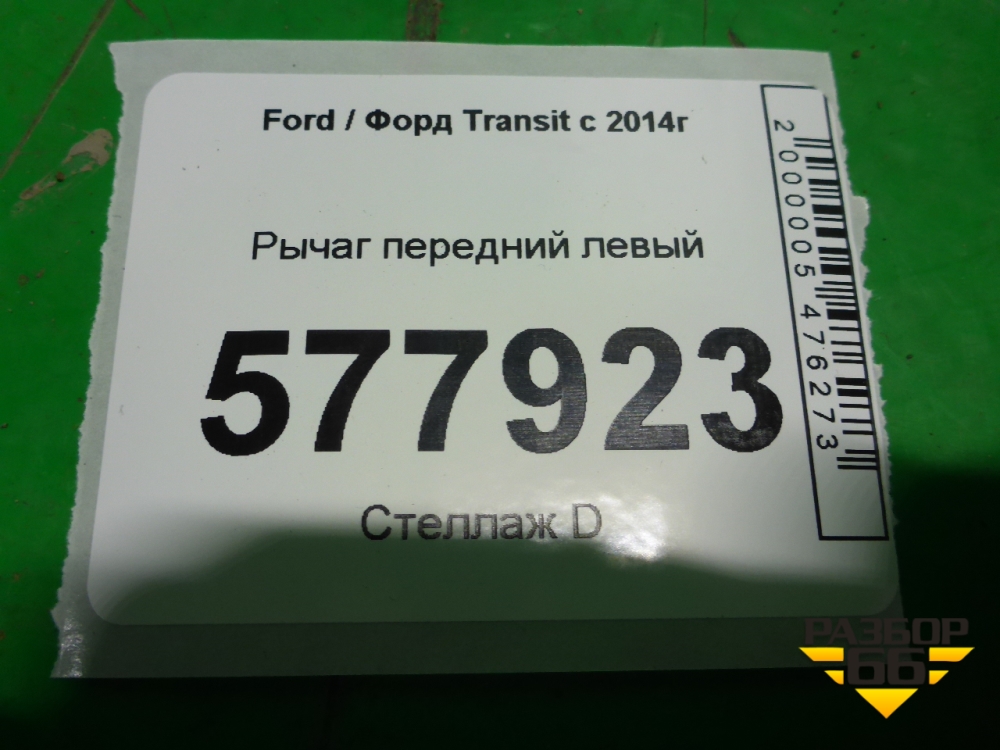 Ford / Форд Transit с 2014г
Рычаг передний левый
577923
Стеллаж D
2000005476273
РАЗБОР
66